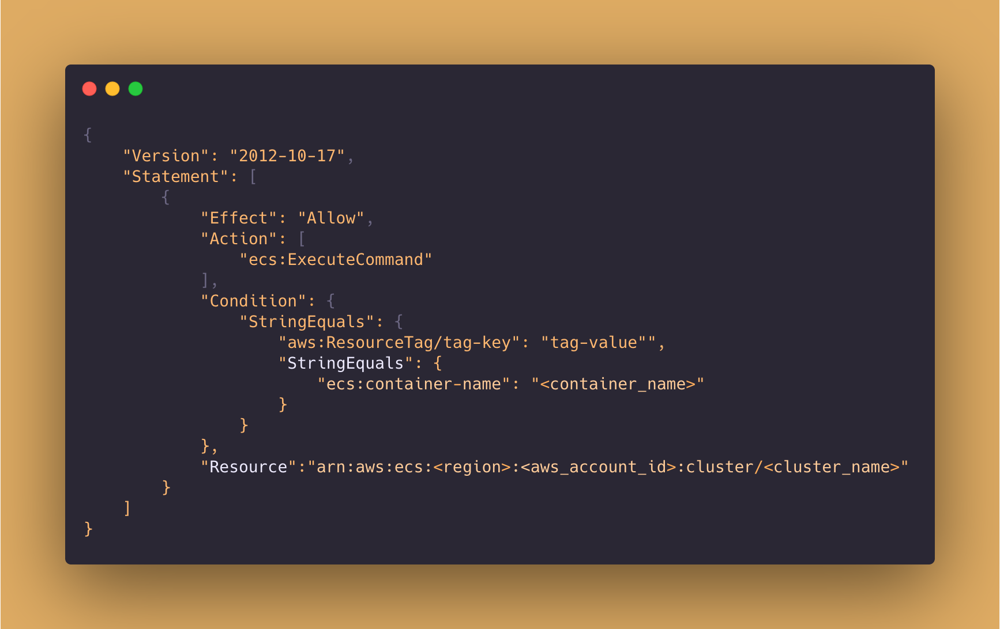 {
    "Version": "2012-10-17",
    "Statement": [
        {
            "Effect": "Allow",
            "Action": [
                "ecs:ExecuteCommand"
            ],
            "Condition": {
                "StringEquals": {
                    "aws:ResourceTag/tag-key": "tag-value"",
                    "StringEquals": {
                        "ecs:container-name": "<container_name>"
                    }
                }
            },
            "Resource":"arn:aws:ecs:<region>:<aws_account_id>:cluster/<cluster_name>"
        }
    ]
}